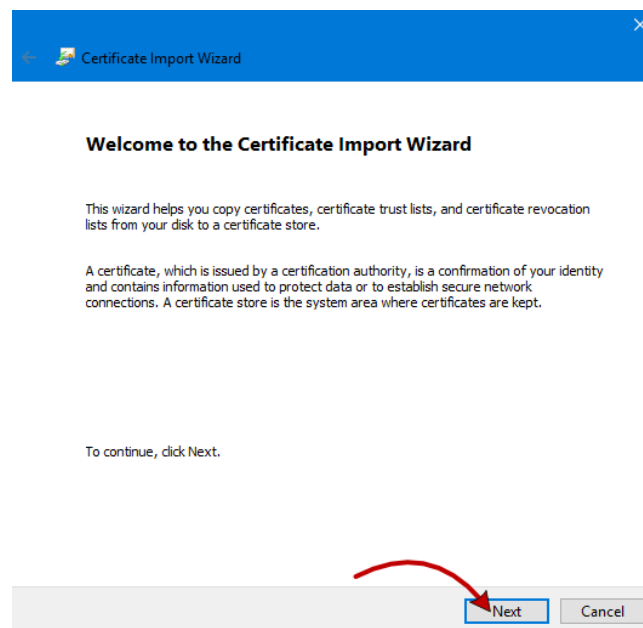 Certificate Import Wizard
Welcome to the Certificate Import Wizard
This wizard helps you copy certificates, certificate trust lists, and certificate revocation
lists from your disk to a certificate store.
A certificate, which is issued by a certification authority, is a confirmation of your identity
and contains information used to protect data or to establish secure network
connections. A certificate store is the system area where certificates are kept.
To continue, click Next.
Next Cancel